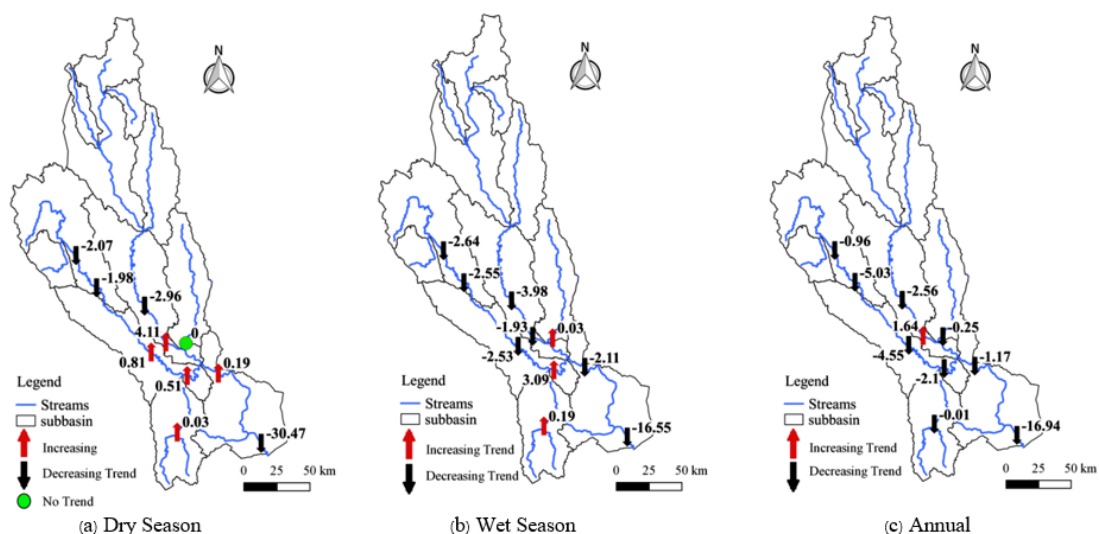 N
-2.07
-1.98
-2.96
4.11
0
0.81
0.19
0.51
0.03
-30.47
Legend
Streams
subbasin
Increasing
Decreasing Trend
No Trend
0 25 50 km
(a) Dry Season
N
-2.64
-2.55
-3.98
-1.93
0.03
-2.53
-2.11
3.09
0.19
-16.55
Legend
Streams
subbasin
Increasing Trend
Decreasing Trend
0 25 50 km
(b) Wet Season
N
-0.96
-5.03
-2.56
1.64
-0.25
-4.55
-1.17
-2.1
-0.01
-16.94
Legend
Streams
subbasin
Increasing Trend
Decreasing Trend
0 25 50 km
(c) Annual